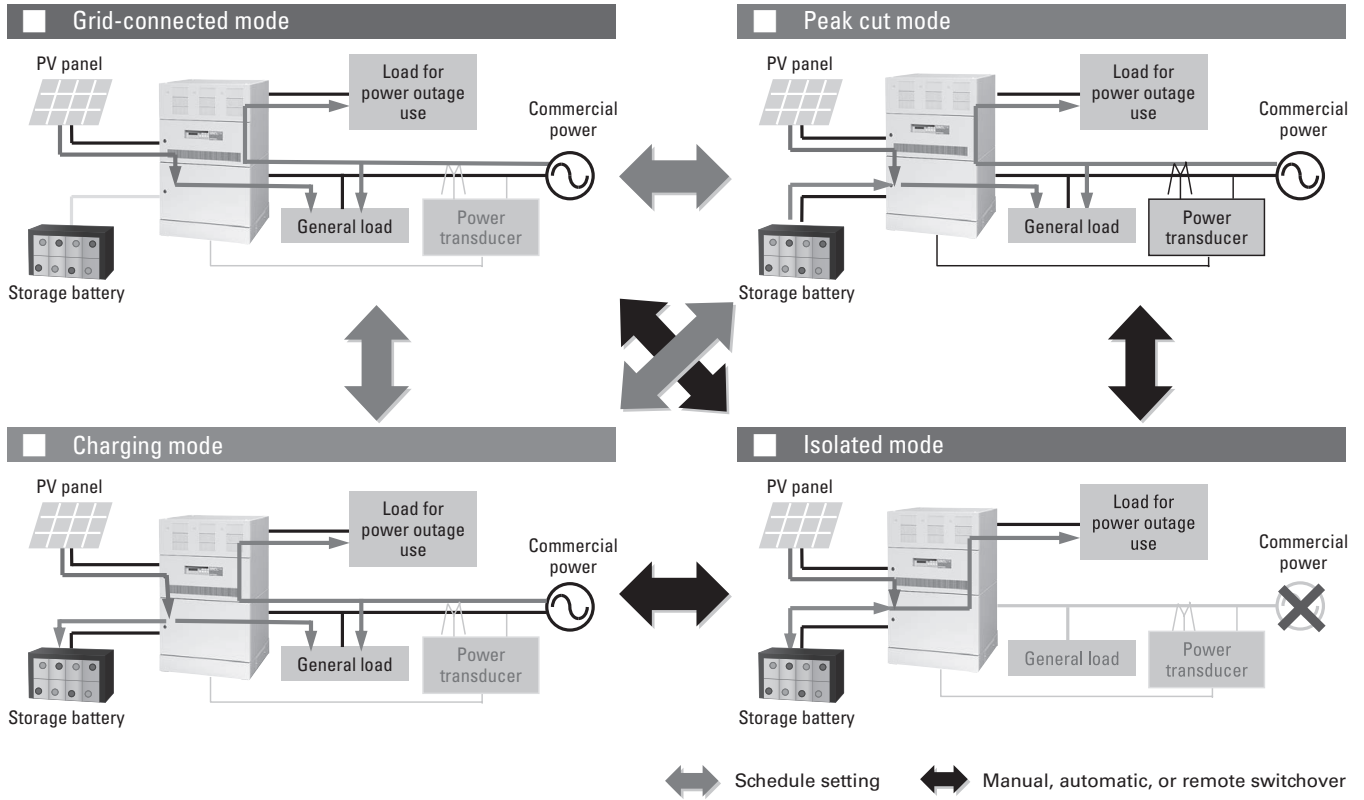 Grid-connected mode
PV panel
Load for
power outage
use
Commercial
power
General load
Power
transducer
Storage battery
Peak cut mode
PV panel
Load for
power outage
use
Commercial
power
General load
Power
transducer
Storage battery
Charging mode
PV panel
Load for
power outage
use
Commercial
power
General load
Power
transducer
Storage battery
Isolated mode
PV panel
Load for
power outage
use
Commercial
power
General load
Power
transducer
Storage battery
Schedule setting
Manual, automatic, or remote switchover